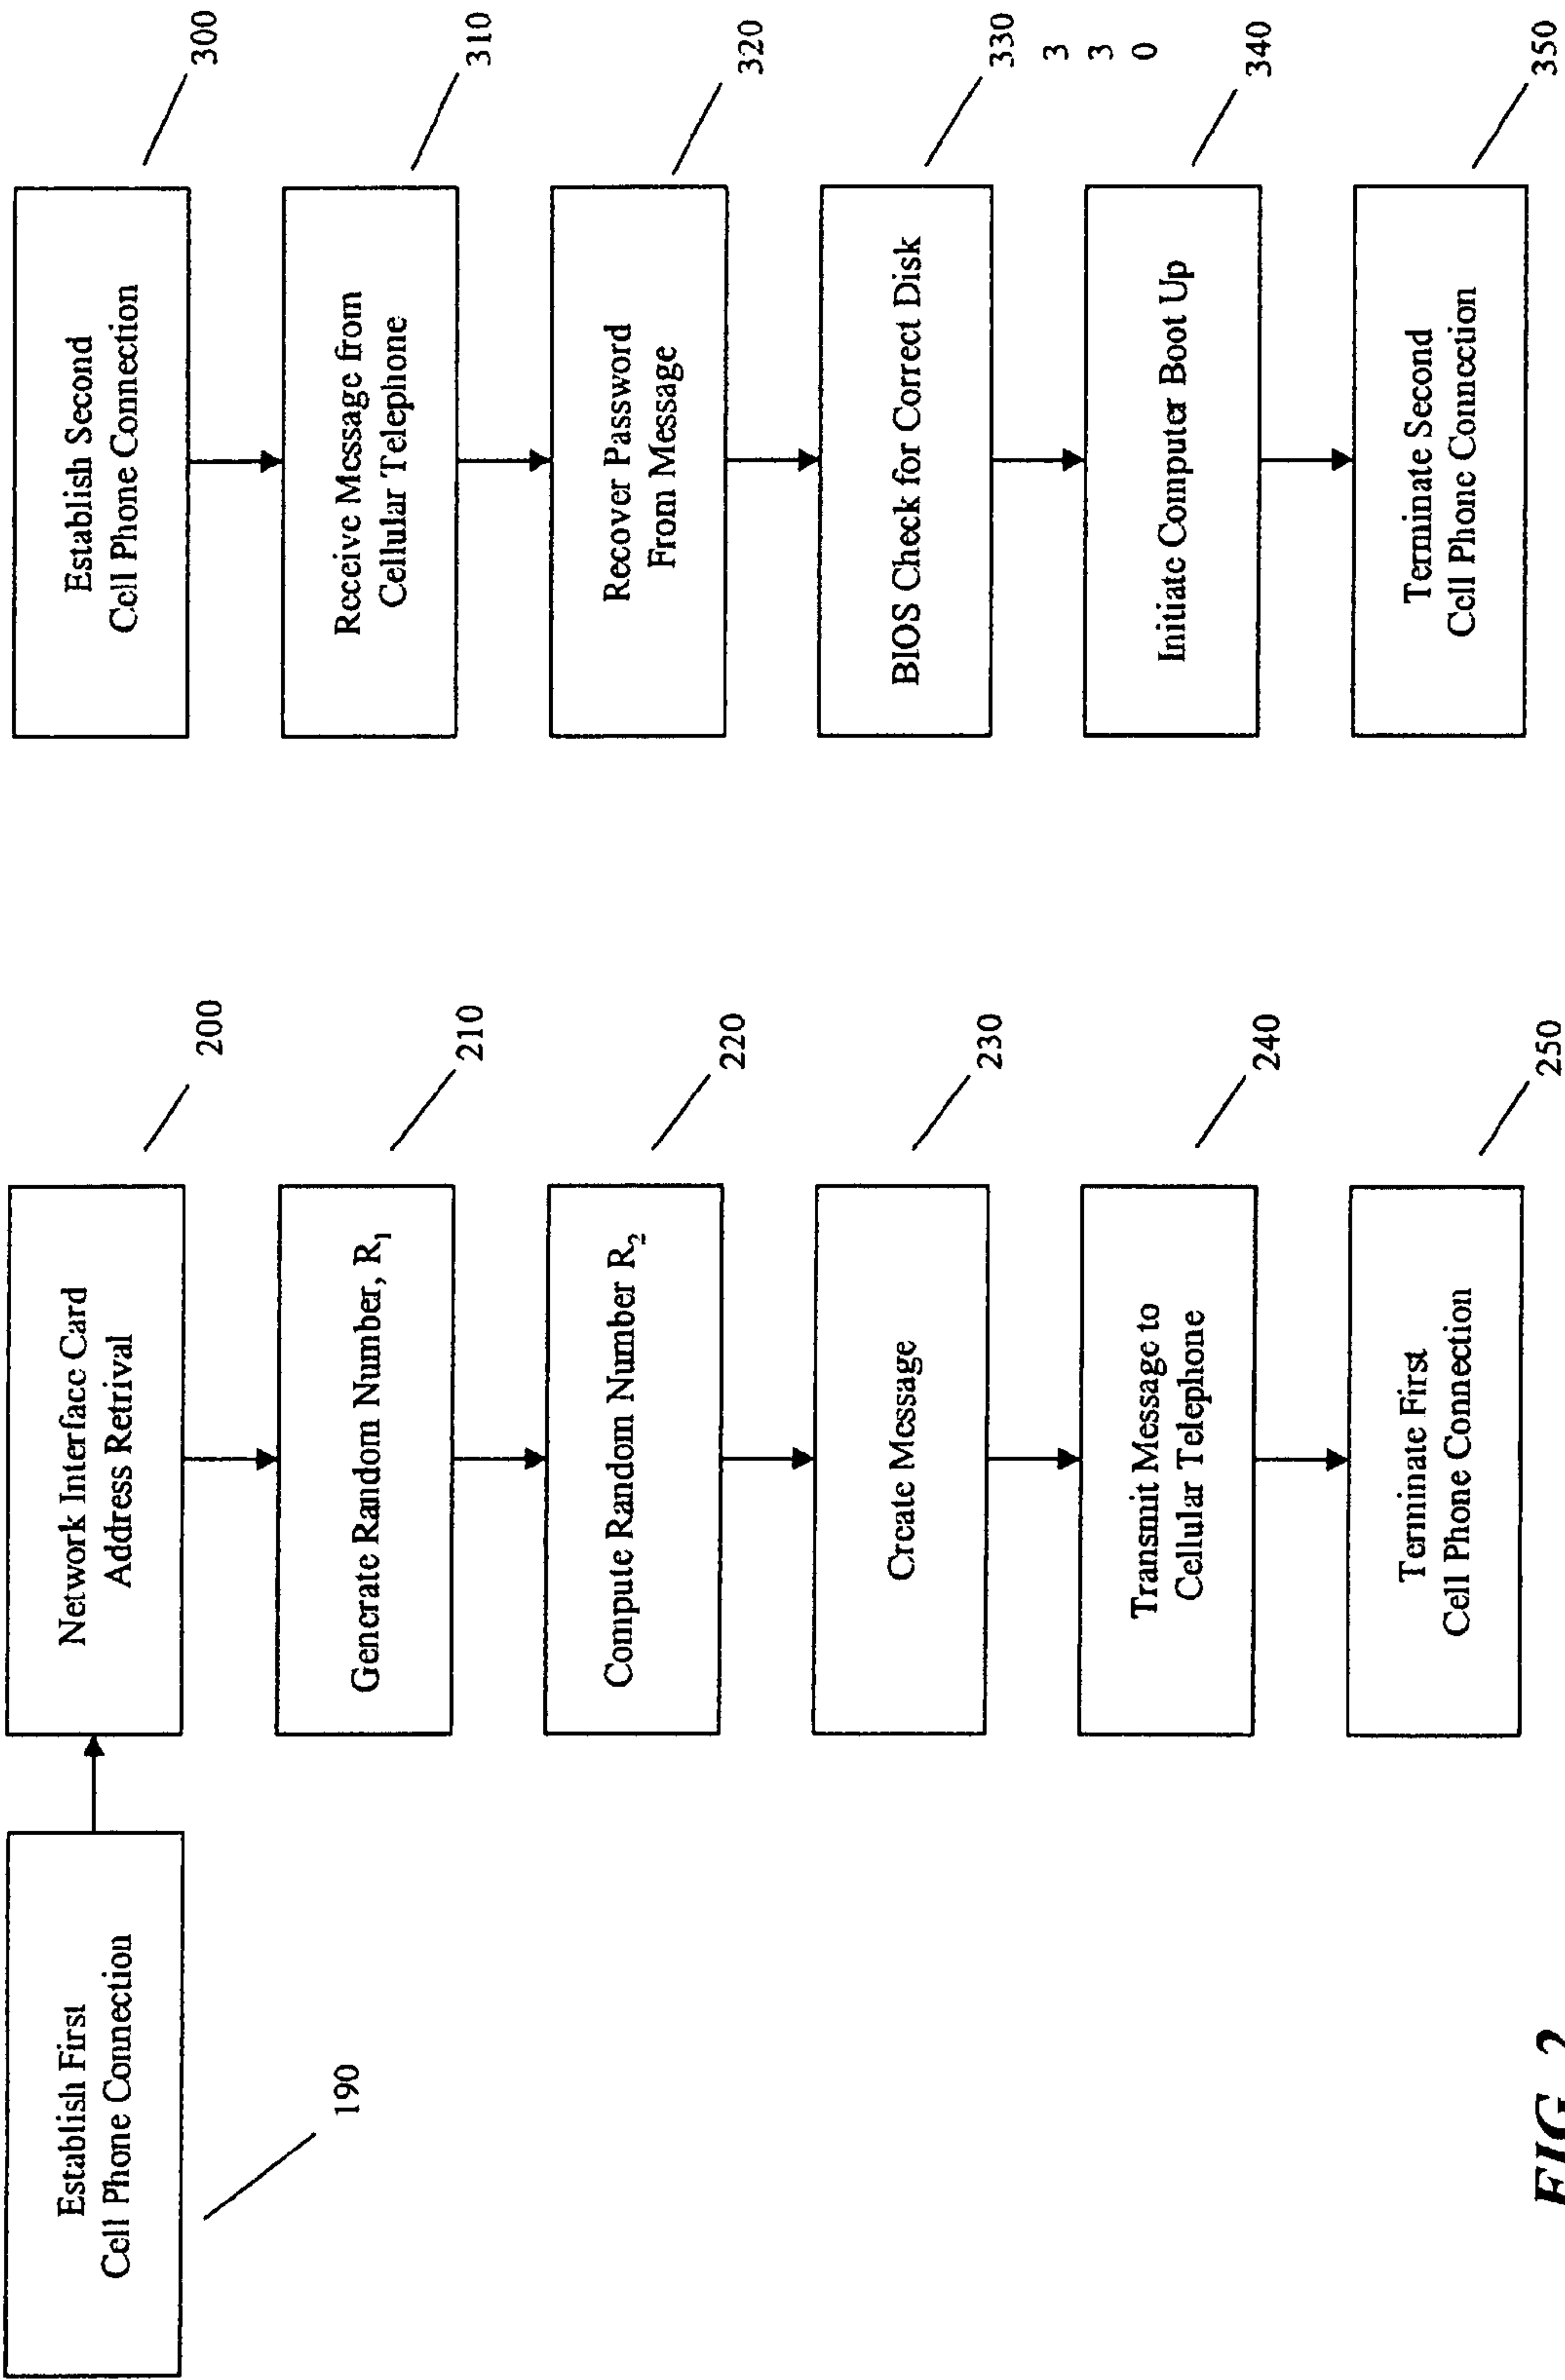 Establish First
Cell Phone Connection
190
Network Interface Card
Address Retrival
200
Generate Random Number, R₁
210
Compute Random Number R₂
220
Create Message
230
Transmit Message to
Cellular Telephone
240
Terminate First
Cell Phone Connection
250
Establish Second
Cell Phone Connection
300
Receive Message from
Cellular Telephone
310
Recover Password
From Message
320
BIOS Check for Correct Disk
330
3
3
0
Initiate Computer Boot Up
340
Terminate Second
Cell Phone Connection
350
FIG. 2